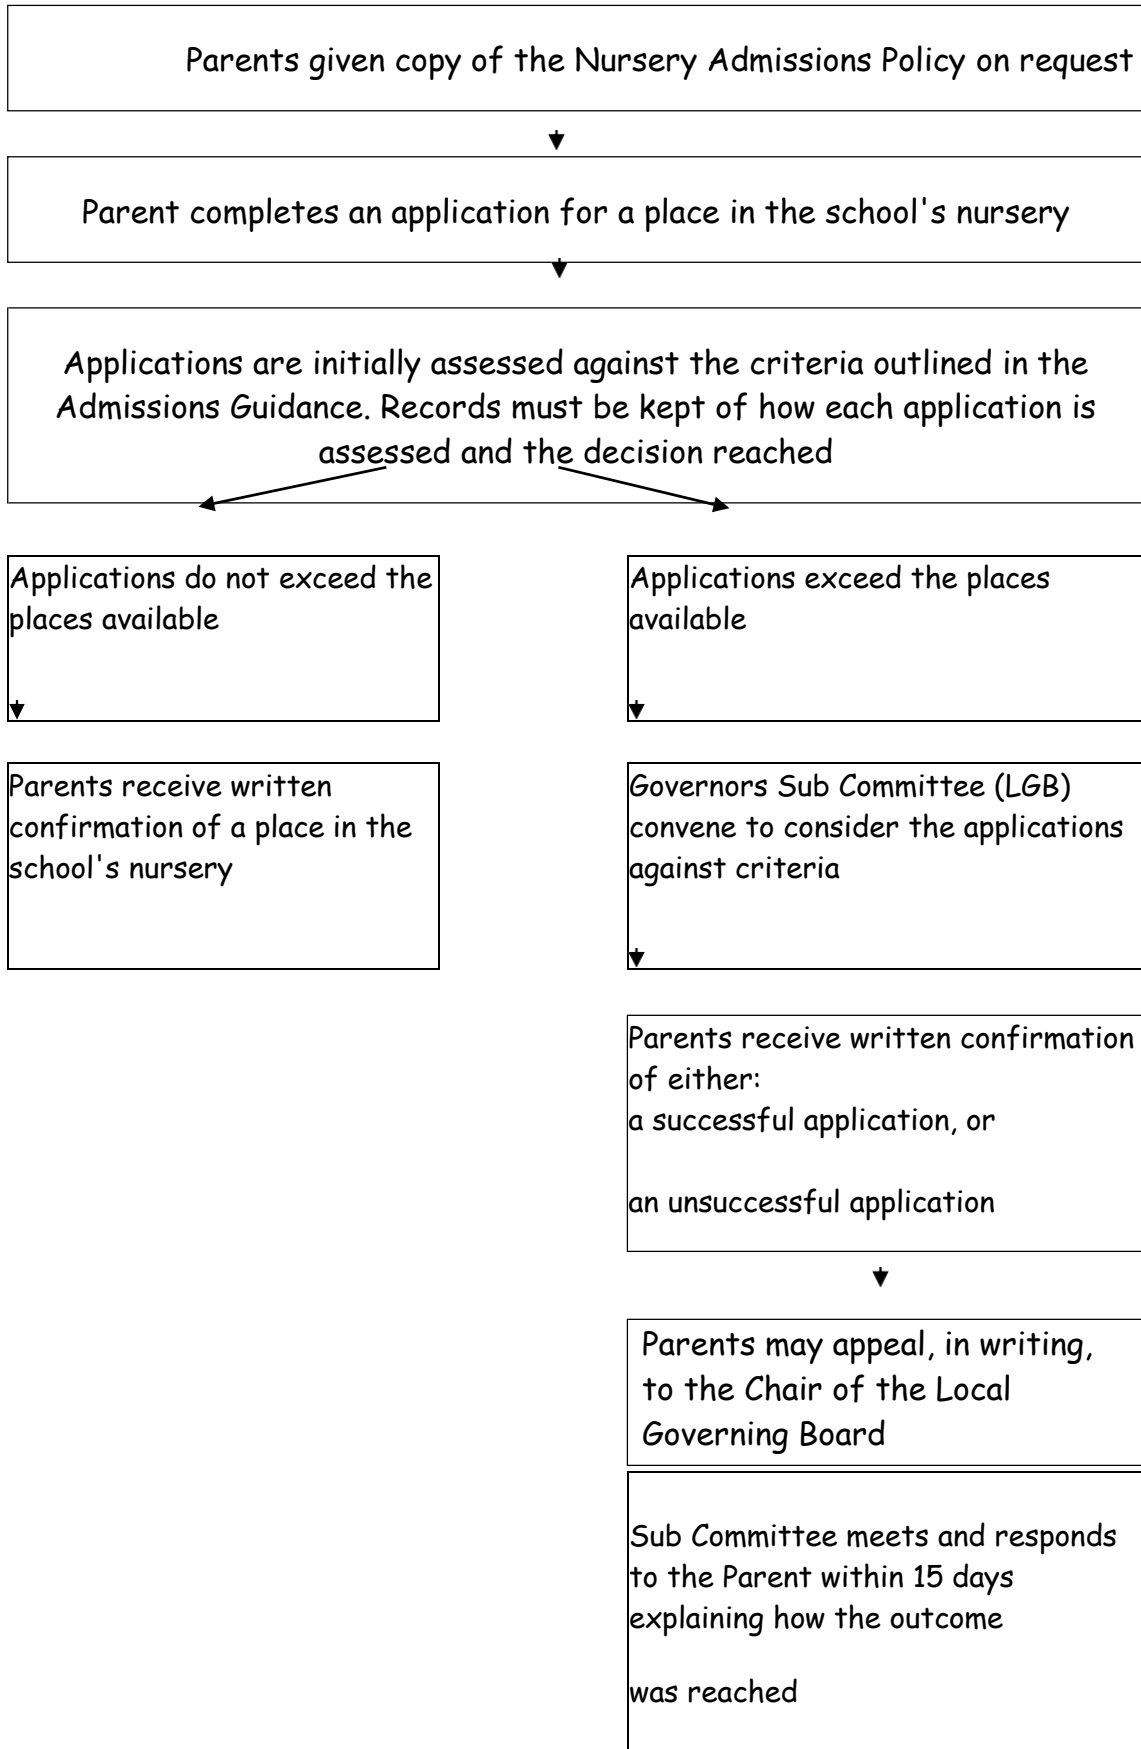 Parents given copy of the Nursery Admissions Policy on request
Parent completes an application for a place in the school's nursery
Applications are initially assessed against the criteria outlined in the
Admissions Guidance. Records must be kept of how each application is
assessed and the decision reached
Applications do not exceed the
places available
Applications exceed the places
available
Parents receive written
confirmation of a place in the
school's nursery
Governors Sub Committee (LGB)
convene to consider the applications
against criteria
Parents receive written confirmation
of either:
a successful application, or
an unsuccessful application
Parents may appeal, in writing,
to the Chair of the Local
Governing Board
Sub Committee meets and responds
to the Parent within 15 days
explaining how the outcome
was reached